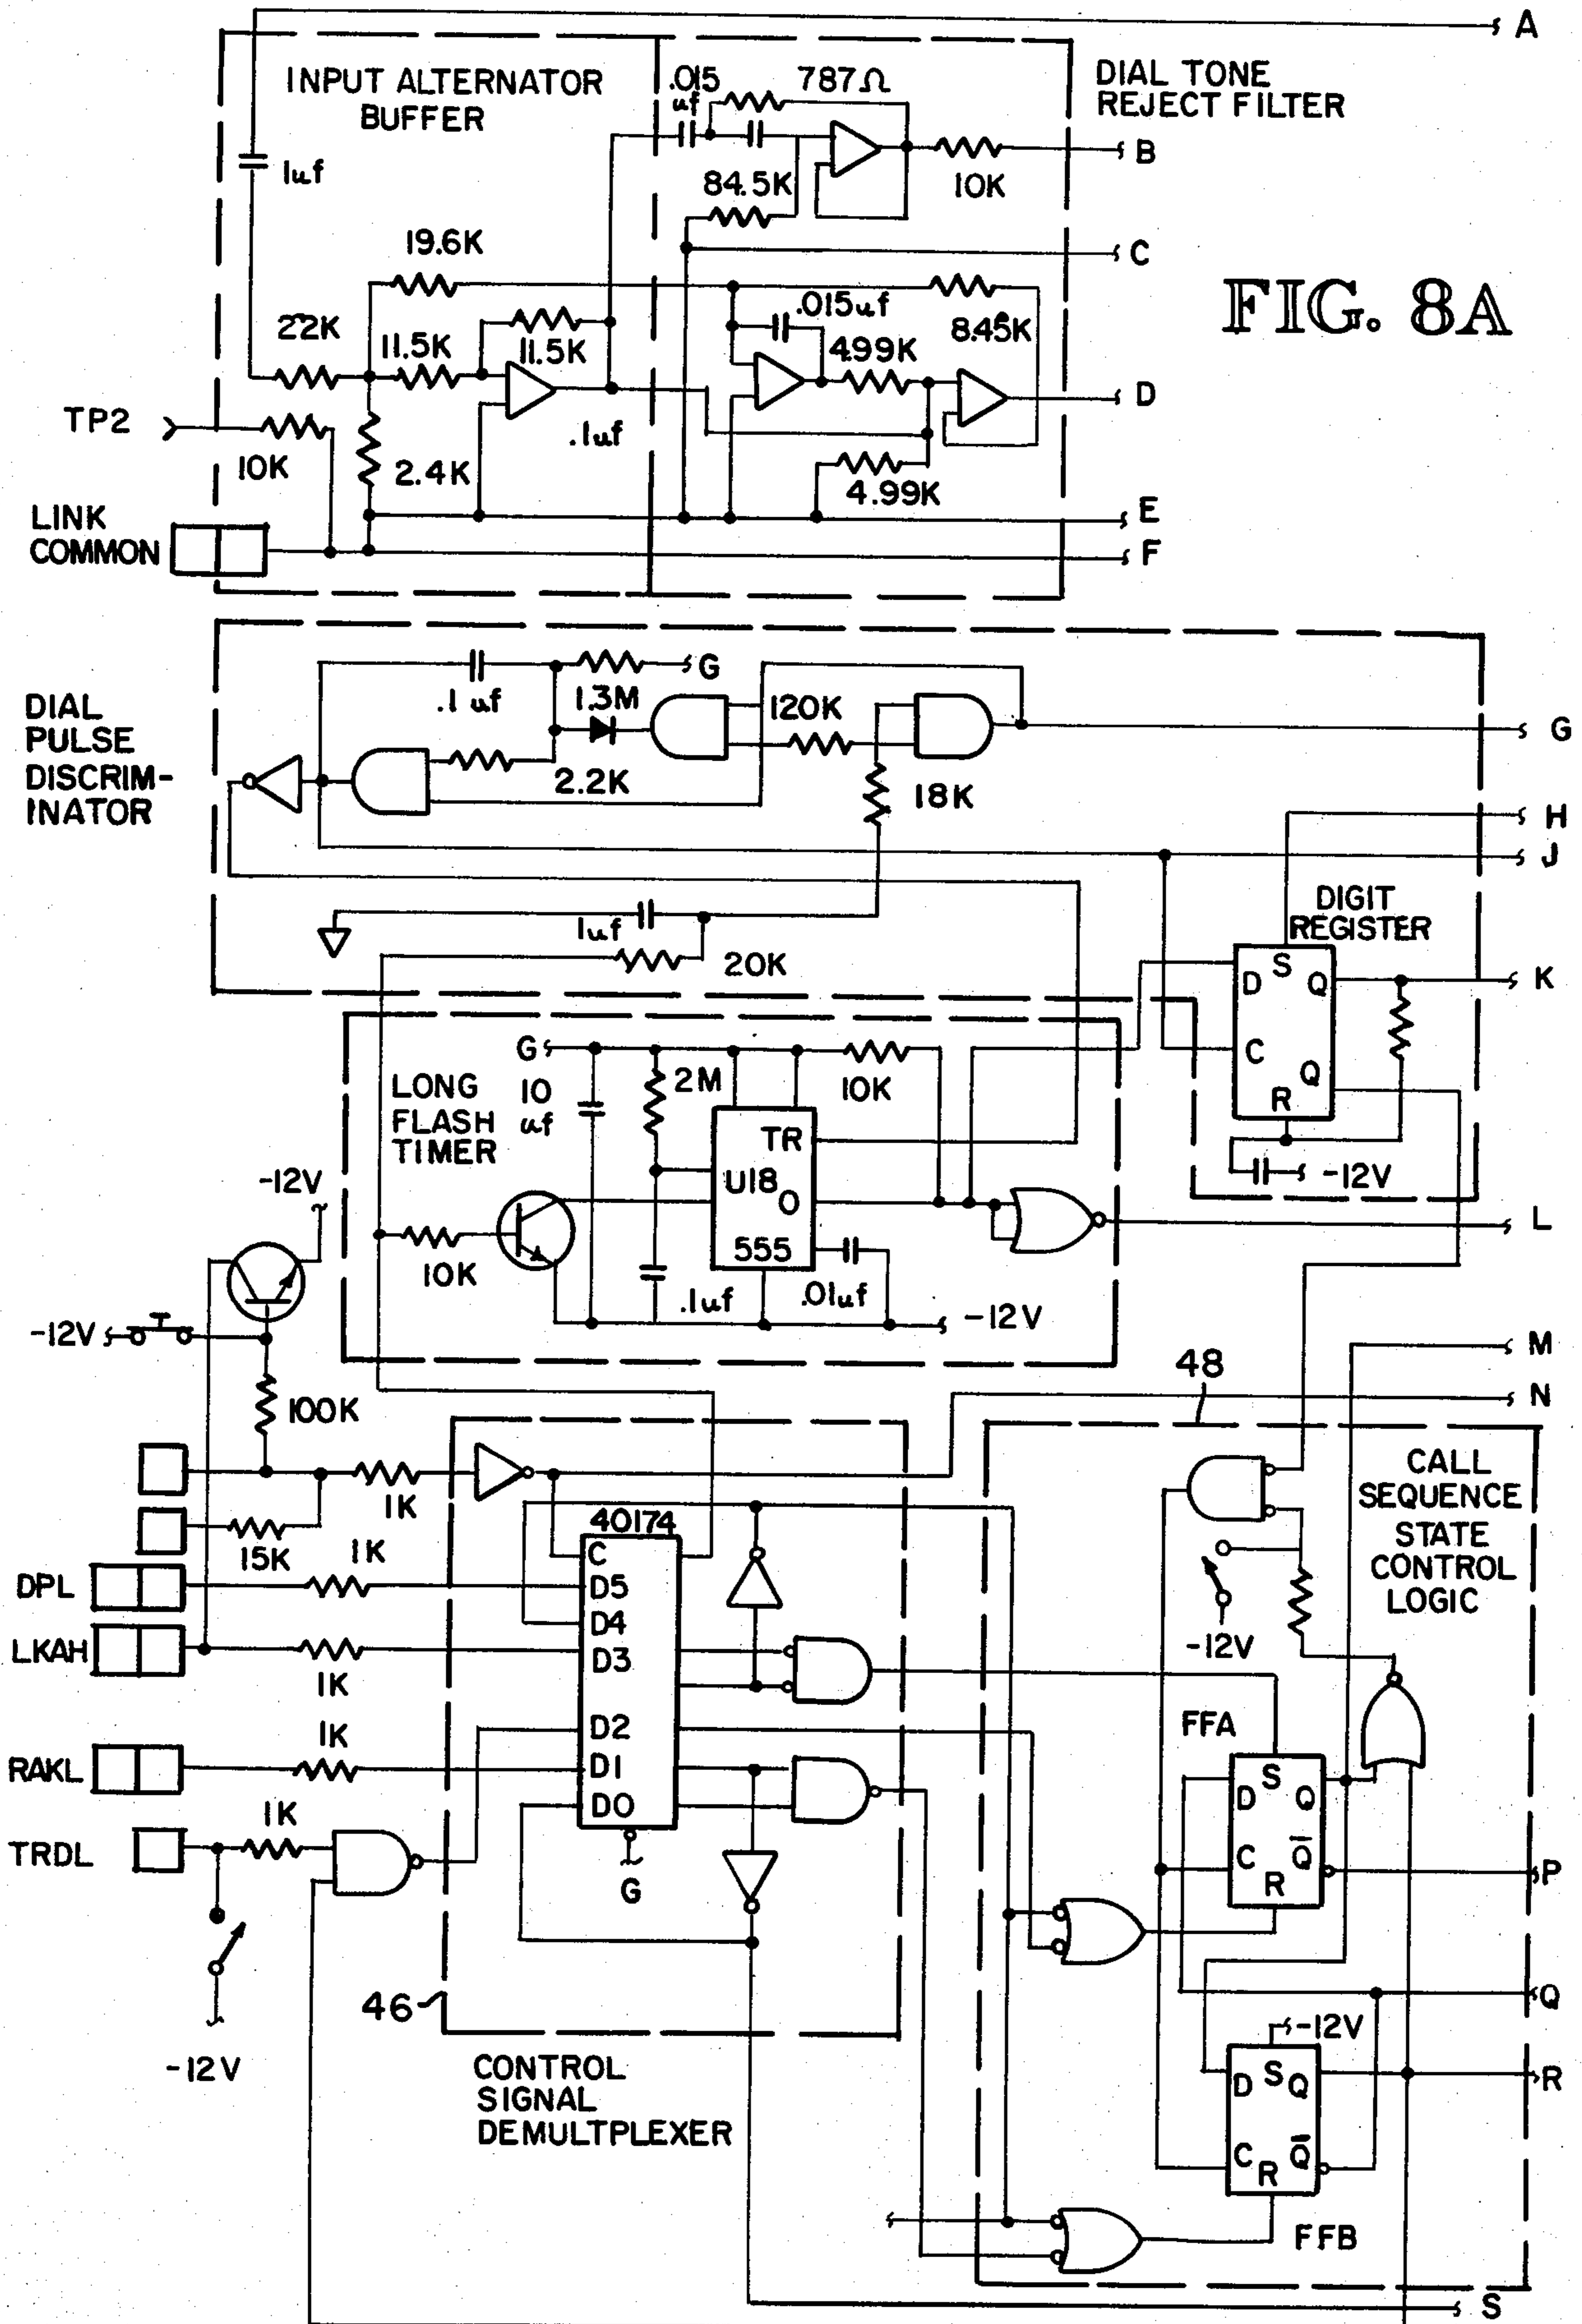 A
INPUT ALTERNATOR
BUFFER
.015
uf
787Ω
DIAL TONE
REJECT FILTER
1uf
B
84.5K
10K
19.6K
C
FIG. 8A
22K
11.5K
11.5K
.015uf
8.45K
4.99K
D
TP2
10K
.1uf
2.4K
4.99K
LINK
COMMON
E
F
DIAL
PULSE
DISCRIM-
INATOR
.1 uf
G
1.3M
120K
G
2.2K
18K
H
J
1uf
20K
DIGIT
REGISTER
S
D Q
K
C
Q
R
-12V
G
10
uf
2M
10K
LONG
FLASH
TIMER
TR
U18
O
555
L
-12V
10K
.1uf
.01uf
-12V
-12V
M
48
N
100K
CALL
SEQUENCE
STATE
CONTROL
LOGIC
1K
15K
40174
C
1K
DPL
D5
D4
LKAH
D3
-12V
1K
1K
D2
FFA
RAKL
D1
S
D Q
1K
D0
TRDL
C Q̅
P
R
G
46
Q
-12V
-12V
CONTROL
SIGNAL
DEMULTPLEXER
D S Q
R
C R Q̅
FFB
S